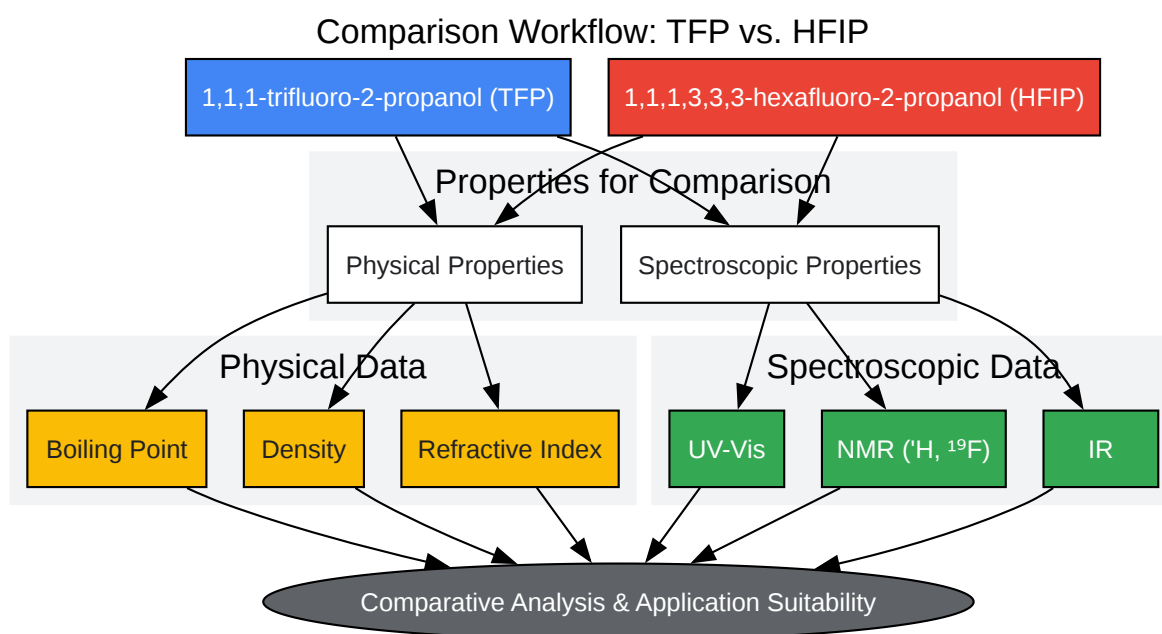 Comparison Workflow: TFP vs. HFIP
1,1,1-trifluoro-2-propanol (TFP)
1,1,1,3,3,3-hexafluoro-2-propanol (HFIP)
Properties for Comparison
Physical Properties
Spectroscopic Properties
Physical Data
Spectroscopic Data
Boiling Point
Density
Refractive Index
UV-Vis
NMR ('H, ¹⁹F)
IR
Comparative Analysis & Application Suitability